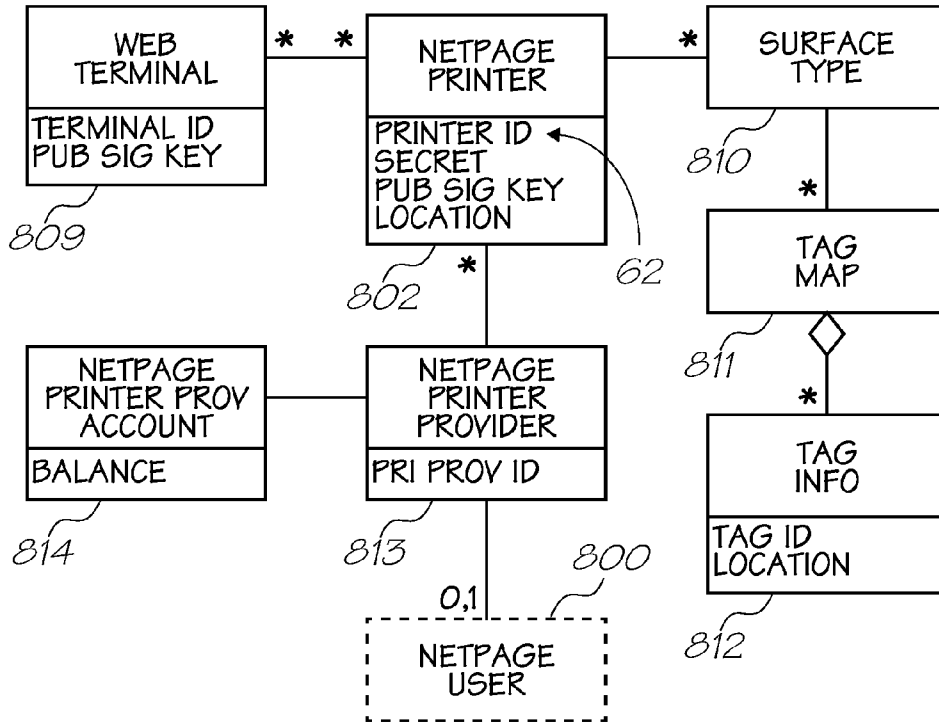 WEB
TERMINAL
TERMINAL ID
PUB SIG KEY
809
* *
NETPAGE
PRINTER
PRINTER ID
SECRET
PUB SIG KEY
LOCATION
802
62
*
SURFACE
TYPE
810
*
TAG
MAP
811
*
TAG
INFO
TAG ID
LOCATION
812
*
NETPAGE
PRINTER PROV
ACCOUNT
BALANCE
814
NETPAGE
PRINTER
PROVIDER
PRI PROV ID
813
0,1
800
NETPAGE
USER